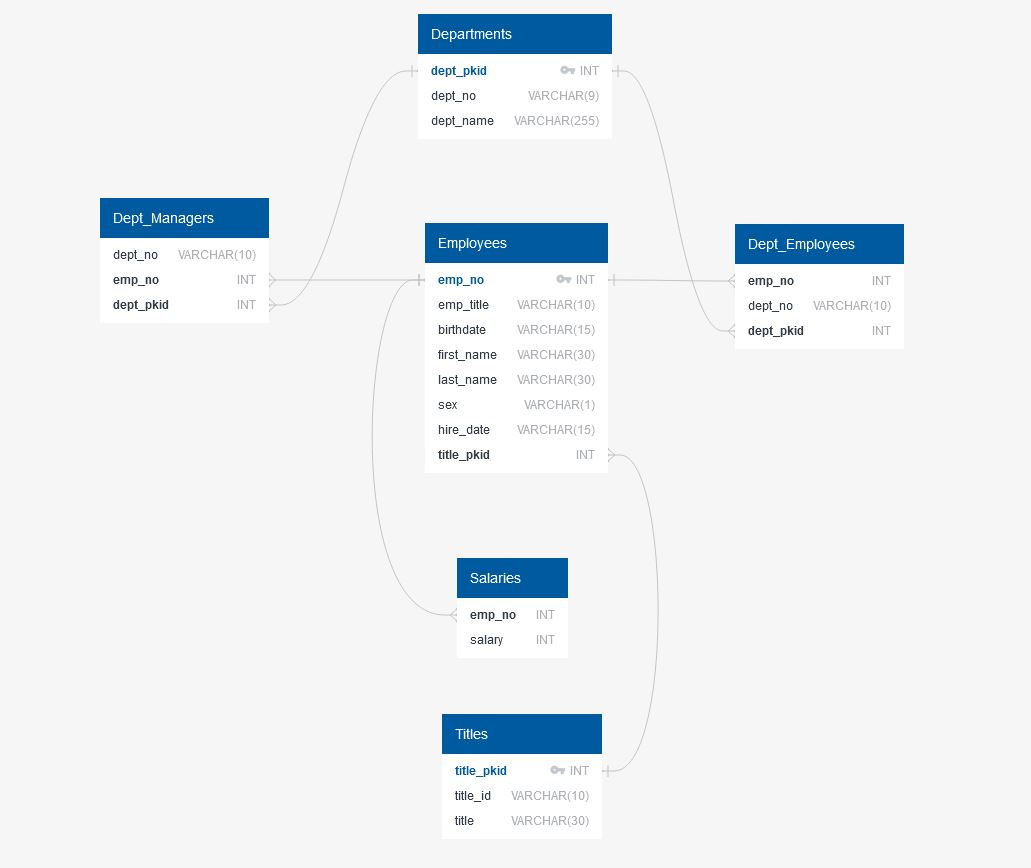 Departments
dept_pkid INT
dept_no VARCHAR(9)
dept_name VARCHAR(255)
Dept_Managers
dept_no VARCHAR(10)
emp_no INT
dept_pkid INT
Employees
emp_no INT
emp_title VARCHAR(10)
birthdate VARCHAR(15)
first_name VARCHAR(30)
last_name VARCHAR(30)
sex VARCHAR(1)
hire_date VARCHAR(15)
title_pkid INT
Dept_Employees
emp_no INT
dept_no VARCHAR(10)
dept_pkid INT
Salaries
emp_no INT
salary INT
Titles
title_pkid INT
title_id VARCHAR(10)
title VARCHAR(30)